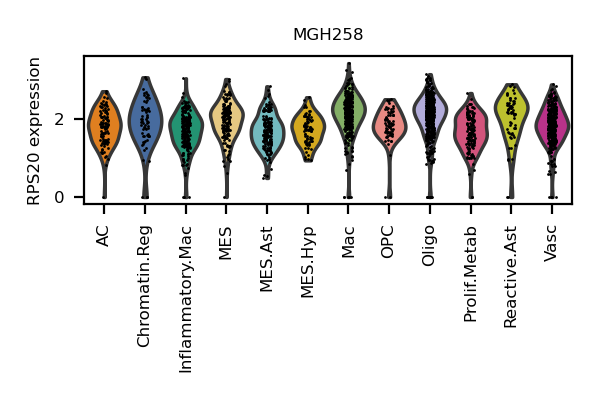 MGH258
RPS20 expression
2
0
AC
Chromatin.Reg
Inflammatory.Mac
MES
MES.Ast
MES.Hyp
Mac
OPC
Oligo
Prolif.Metab
Reactive.Ast
Vasc